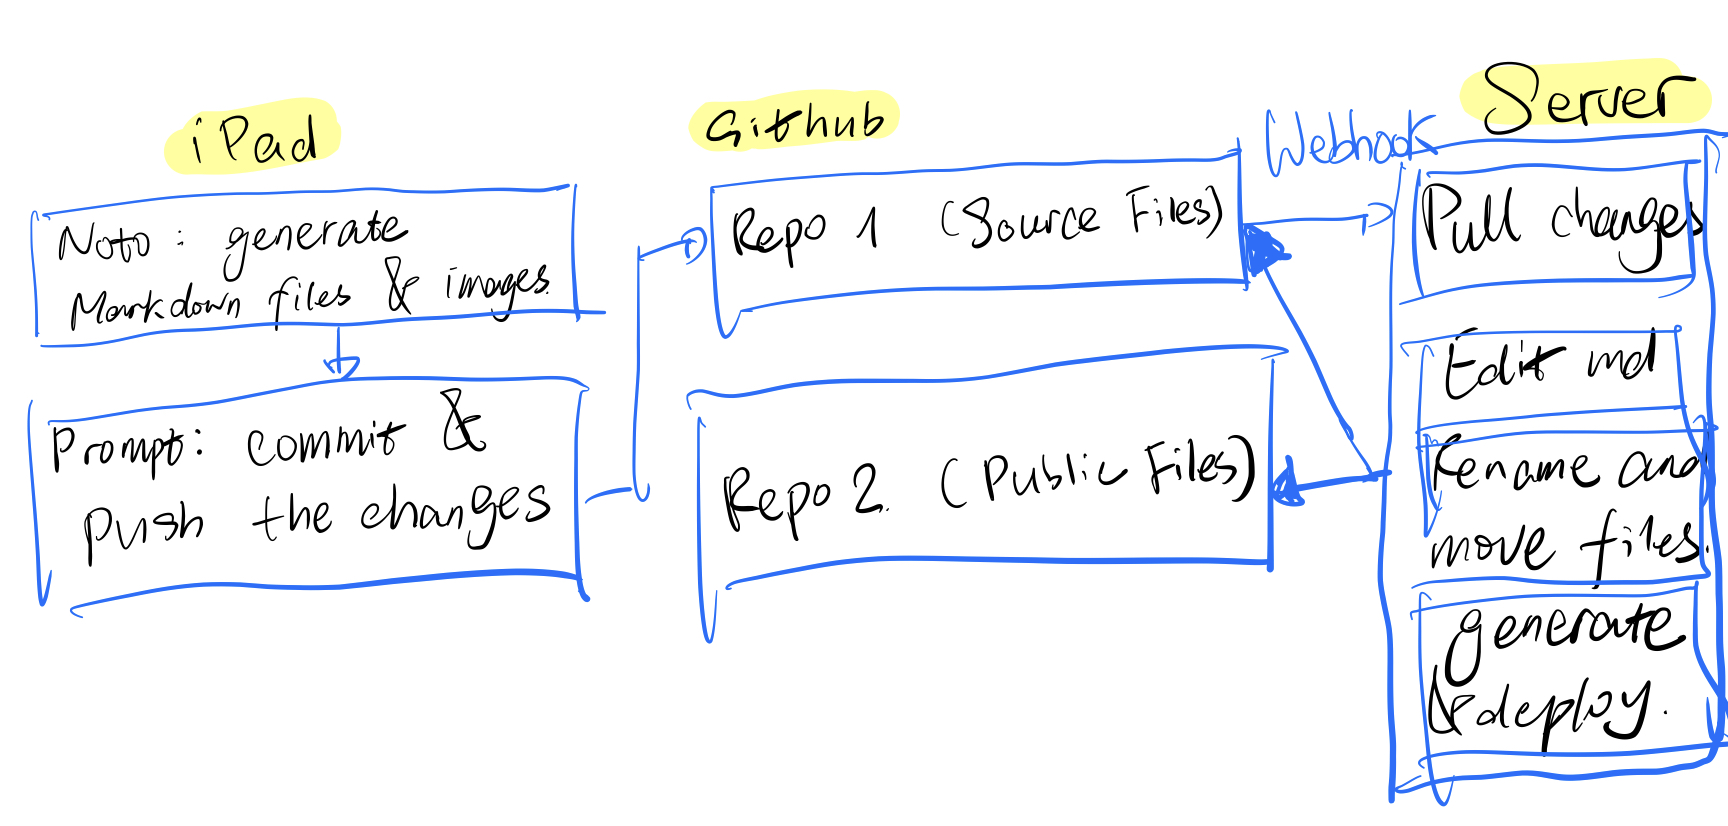 iPad
Noto: generate
Markdown files & images.
Prompt: commit &
push the changes
Github
Repo 1 (Source Files)
Repo 2. (Public Files)
Webhook
Server
Pull changes
Edit md
Rename and
move files.
generate
& deploy.